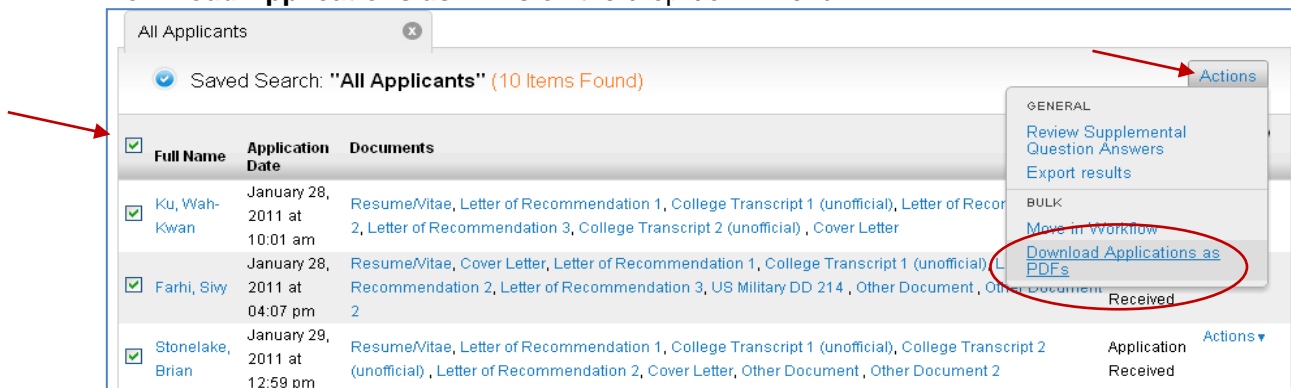 All Applicants
Saved Search: "All Applicants" (10 Items Found)
Actions
GENERAL
Review Supplemental
Question Answers
Export results
BULK
Move in Workflow
Download Applications as
PDFs
Full Name
Application
Date
Documents
Ku, Wah-
Kwan
January 28,
2011 at
10:01 am
Resume/Vitae, Letter of Recommendation 1, College Transcript 1 (unofficial), Letter of
2, Letter of Recommendation 3, College Transcript 2 (unofficial) , Cover Letter
Farhi, Sivy
January 28,
2011 at
04:07 pm
Resume/Vitae, Cover Letter, Letter of Recommendation 1, College Transcript 1 (unofficial),
Recommendation 2, Letter of Recommendation 3, US Military DD 214 , Other Document , Other Document
2
Received
Stonelake,
Brian
January 29,
2011 at
12:59 pm
Resume/Vitae, Letter of Recommendation 1, College Transcript 1 (unofficial), College Transcript 2
(unofficial) , Letter of Recommendation 2, Cover Letter, Other Document , Other Document 2
Application
Received
Actions